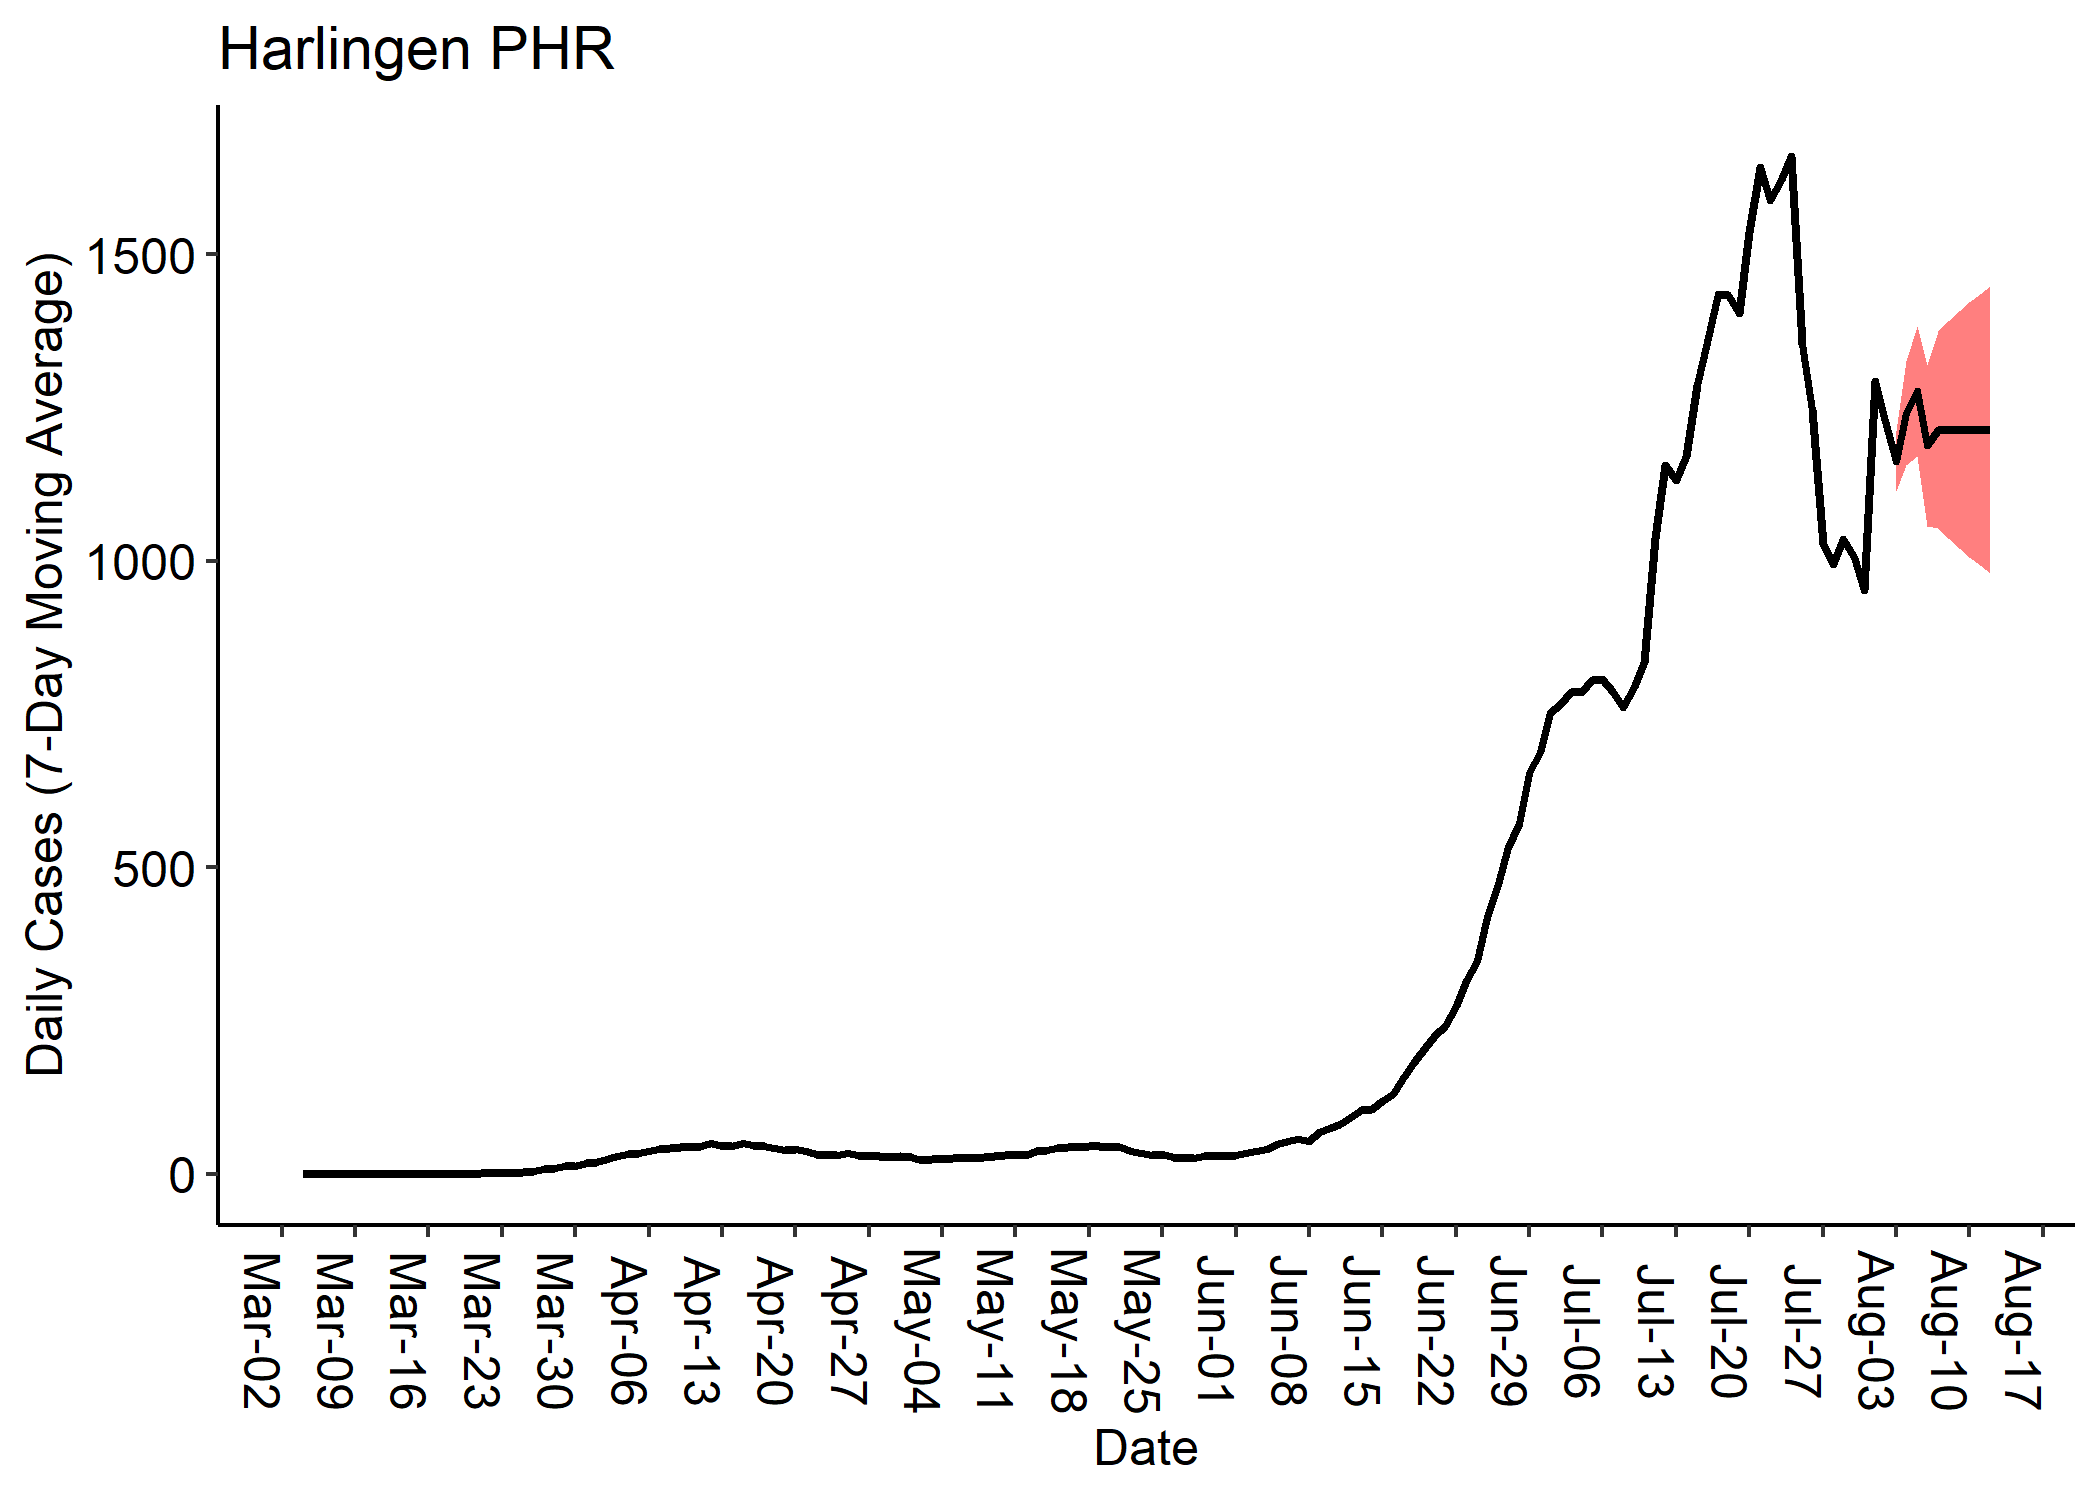 Harlingen PHR
Daily Cases (7-Day Moving Average)
1500
1000
500
0
Mar-02
Mar-09
Mar-16
Mar-23
Mar-30
Apr-06
Apr-13
Apr-20
Apr-27
May-04
May-11
May-18
May-25
Jun-01
Jun-08
Jun-15
Jun-22
Jun-29
Jul-06
Jul-13
Jul-20
Jul-27
Aug-03
Aug-10
Aug-17
Date